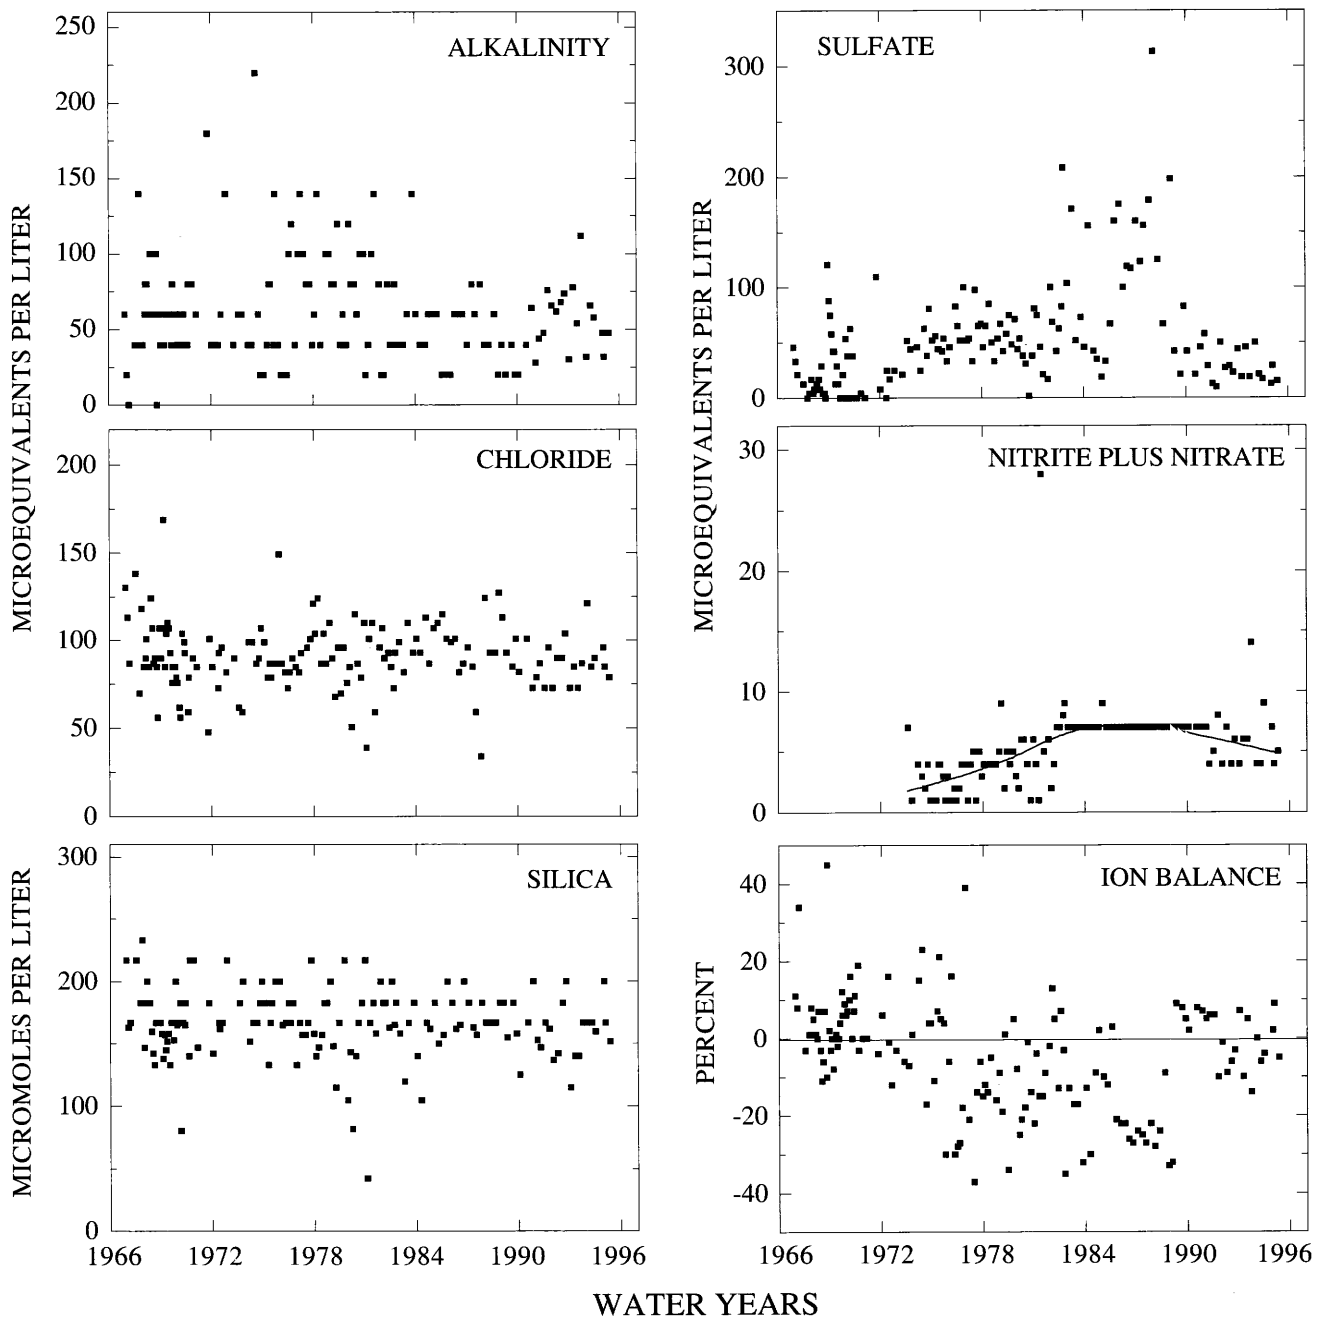 ALKALINITY
250
200
150
100
50
0
MICROEQUIVALENTS PER LITER
SULFATE
300
200
100
0
MICROEQUIVALENTS PER LITER
CHLORIDE
200
150
100
50
0
NITRITE PLUS NITRATE
30
20
10
0
SILICA
300
200
100
0
MICROMOLES PER LITER
1966 1972 1978 1984 1990 1996
ION BALANCE
40
20
0
-20
-40
PERCENT
1966 1972 1978 1984 1990 1996
WATER YEARS